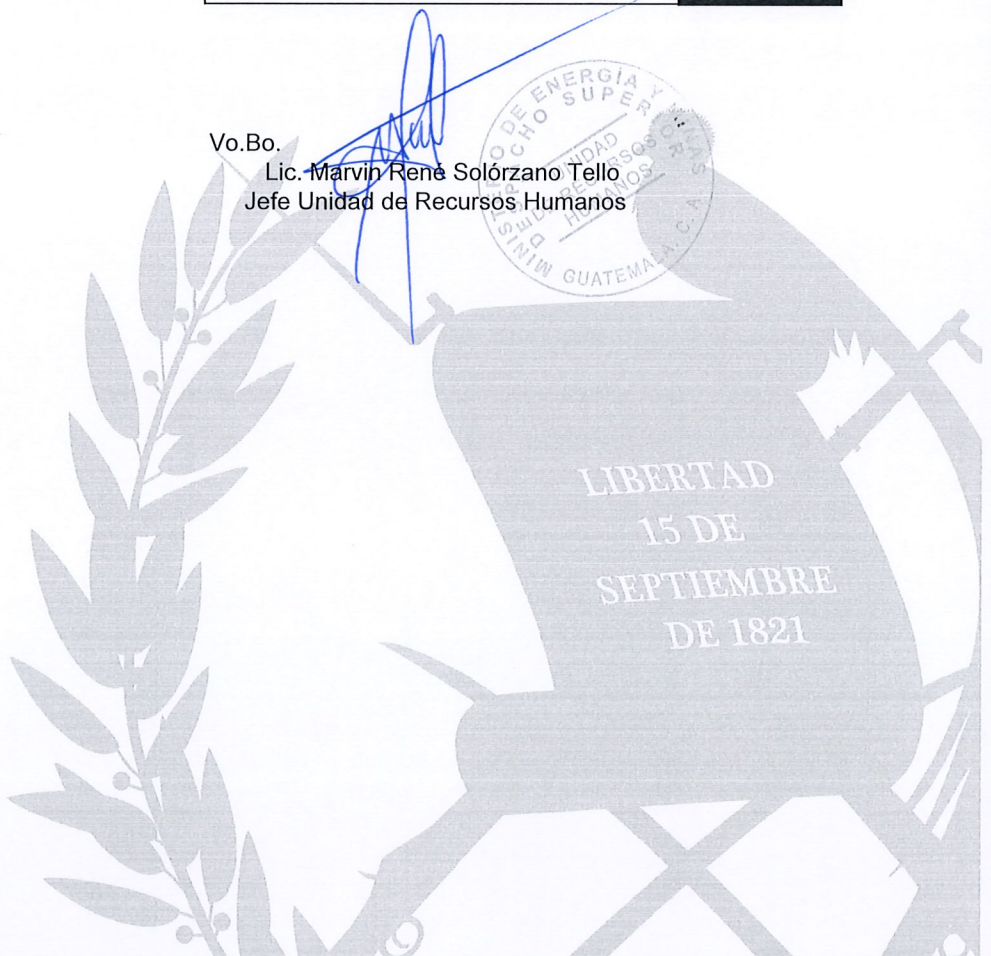 Vo.Bo.
Lic. Marvin René Solórzano Tello
Jefe Unidad de Recursos Humanos
MINISTERIO DE ENERGÍA Y MINAS
DESPACHO SUPERIOR
UNIDAD
DE RECURSOS
HUMANOS
GUATEMALA, C. A.
LIBERTAD
15 DE
SEPTIEMBRE
DE 1821